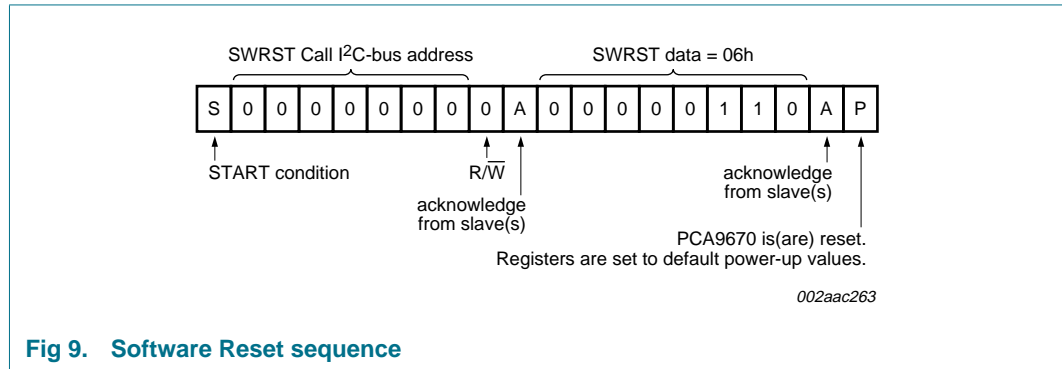 SWRST Call I2C-bus address SWRST data = 06h
S 0 0 0 0 0 0 0 0 A 0 0 0 0 0 1 1 0 A P
START condition R/W acknowledge
acknowledge from slave(s)
from slave(s)
PCA9670 is(are) reset.
Registers are set to default power-up values.
002aac263
Fig 9. Software Reset sequence